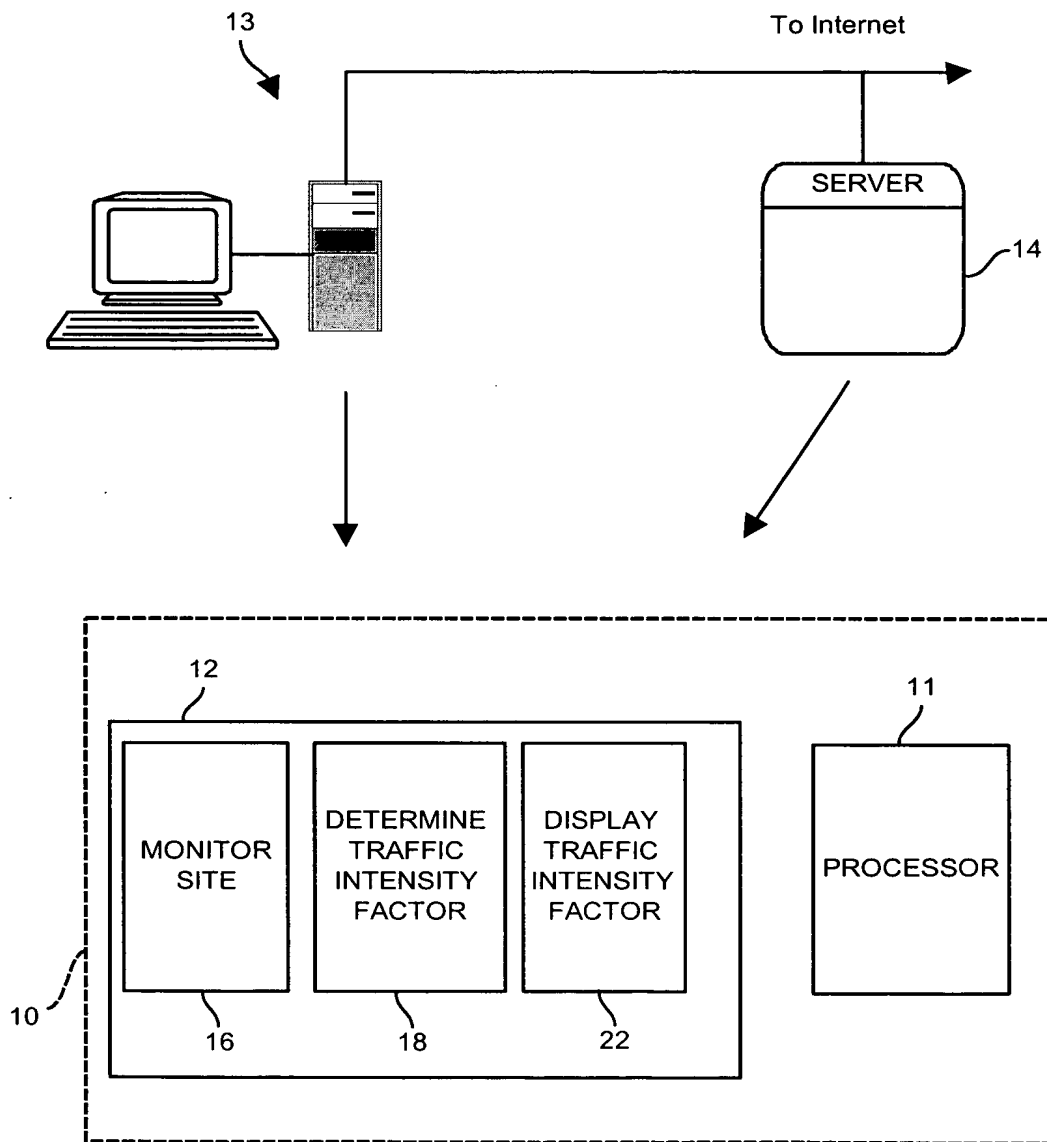 13
To Internet
SERVER
14
12
11
MONITOR
SITE
DETERMINE
TRAFFIC
INTENSITY
FACTOR
DISPLAY
TRAFFIC
INTENSITY
FACTOR
PROCESSOR
10
16
18
22